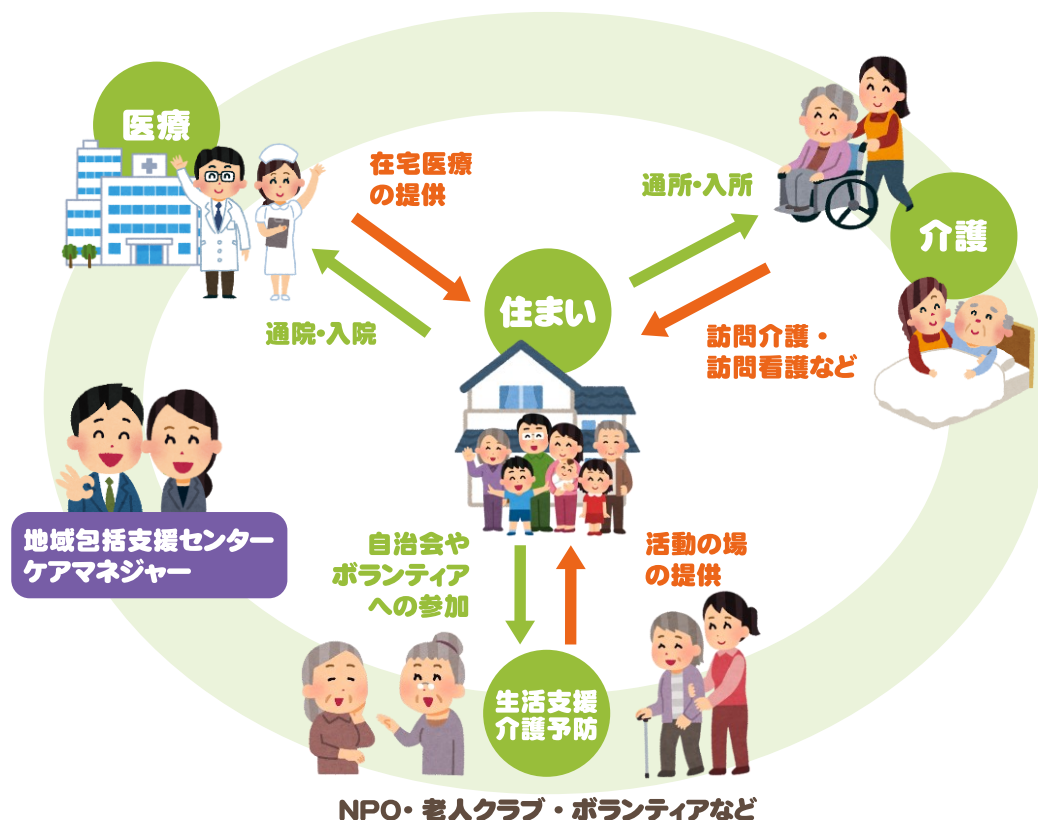 医療
在宅医療
の提供
通院・入院
通所・入所
介護
訪問介護・
訪問看護など
住まい
地域包括支援センター
ケアマネジャー
自治会や
ボランティア
への参加
活動の場
の提供
生活支援
介護予防
NPO・老人クラブ・ボランティアなど